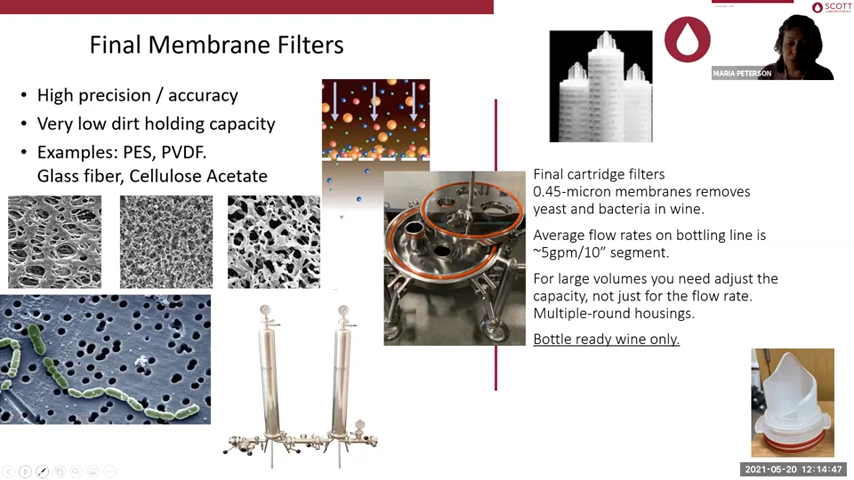 Final Membrane Filters
• High precision / accuracy
• Very low dirt holding capacity
• Examples: PES, PVDF.
Glass fiber, Cellulose Acetate
SCOTT
LABORATORIES
MARIA PETERSON
Final cartridge filters
0.45-micron membranes removes
yeast and bacteria in wine.
Average flow rates on bottling line is
~5gpm/10” segment.
For large volumes you need adjust the
capacity, not just for the flow rate.
Multiple-round housings.
Bottle ready wine only.
2021-05-20 12:14:47